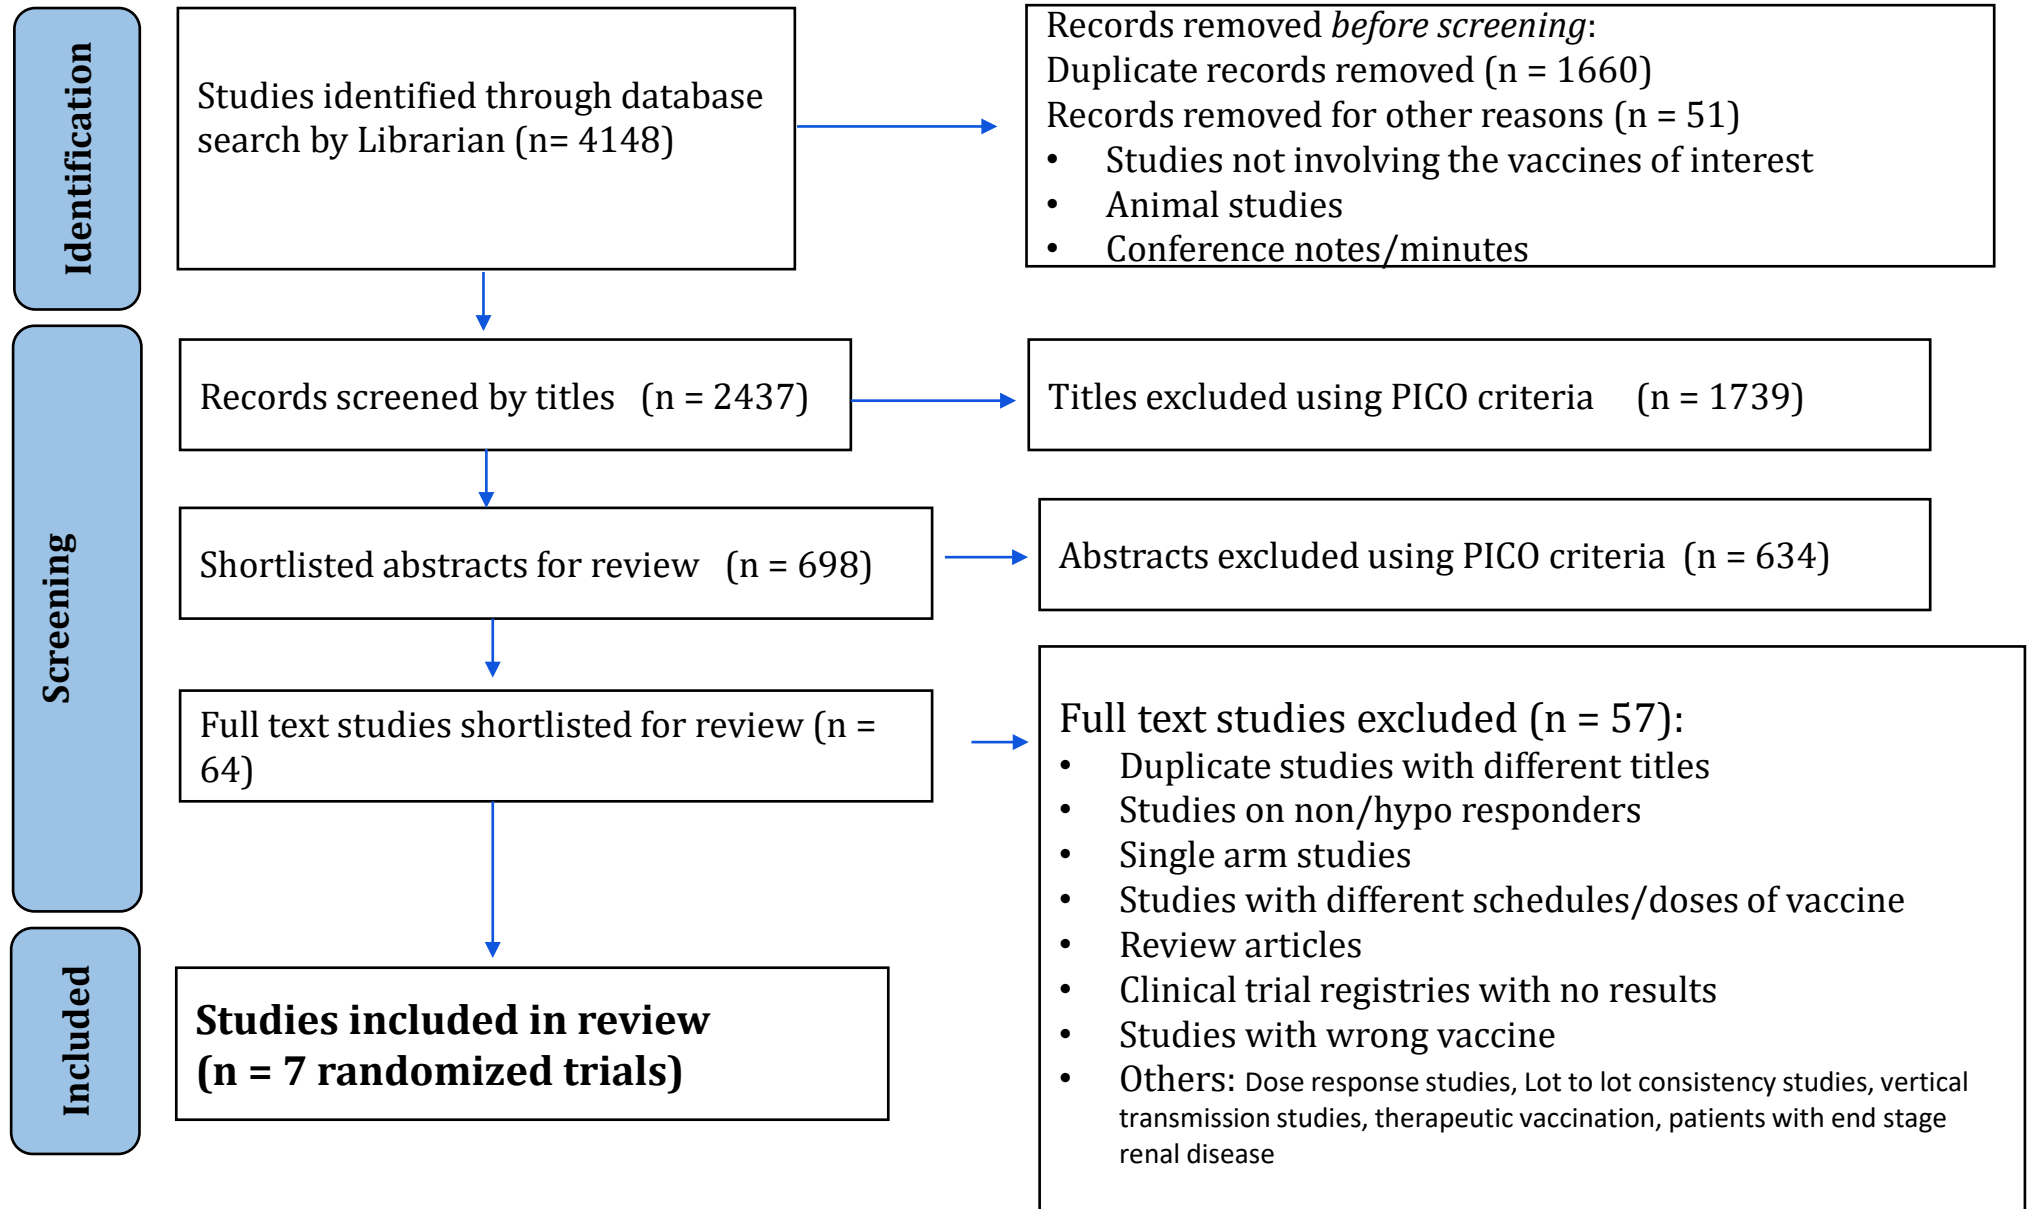 Identification
Studies identified through database
search by Librarian (n= 4148)
Records removed before screening:
Duplicate records removed (n = 1660)
Records removed for other reasons (n = 51)
• Studies not involving the vaccines of interest
• Animal studies
• Conference notes/minutes
Screening
Records screened by titles (n = 2437)
Titles excluded using PICO criteria (n = 1739)
Shortlisted abstracts for review (n = 698)
Abstracts excluded using PICO criteria (n = 634)
Full text studies shortlisted for review (n =
64)
Full text studies excluded (n = 57):
• Duplicate studies with different titles
• Studies on non/hypo responders
• Single arm studies
• Studies with different schedules/doses of vaccine
• Review articles
• Clinical trial registries with no results
• Studies with wrong vaccine
• Others: Dose response studies, Lot to lot consistency studies, vertical
transmission studies, therapeutic vaccination, patients with end stage
renal disease
Included
Studies included in review
(n = 7 randomized trials)